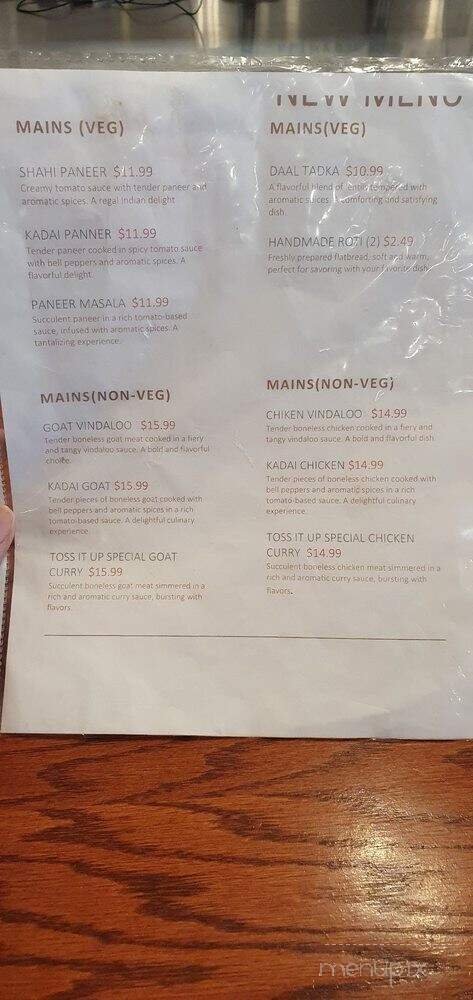 NEW MENU
MAINS (VEG)
SHAHI PANEER $11.99
Creamy tomato sauce with tender paneer and
aromatic spices. A regal Indian delight
KADAI PANNER $11.99
Tender paneer cooked in spicy tomato sauce
with bell peppers and aromatic spices. A
flavorful delight.
PANEER MASALA $11.99
Succulent paneer in a rich tomato-based
sauce, infused with aromatic spices. A
tantalizing experience.
MAINS(VEG)
DAAL TADKA $10.99
A flavorful blend of lentils tempered with
aromatic spices. A comforting and satisfying
dish.
HANDMADE ROTI (2) $2.49
Freshly prepared flatbread, soft and warm,
perfect for savoring with your favorite dish.
MAINS(NON-VEG)
GOAT VINDALOO $15.99
Tender boneless goat meat cooked in a fiery
and tangy vindaloo sauce. A bold and flavorful
choice.
KADAI GOAT $15.99
Tender pieces of boneless goat cooked with
bell peppers and aromatic spices in a rich
tomato-based sauce. A delightful culinary
experience.
TOSS IT UP SPECIAL GOAT
CURRY $15.99
Succulent boneless goat meat simmered in a
rich and aromatic curry sauce, bursting with
flavors.
MAINS(NON-VEG)
CHIKEN VINDALOO $14.99
Tender boneless chicken cooked in a fiery and
tangy vindaloo sauce. A bold and flavorful dish.
KADAI CHICKEN $14.99
Tender pieces of boneless chicken cooked with
bell peppers and aromatic spices in a rich
tomato-based sauce. A delightful culinary
experience.
TOSS IT UP SPECIAL CHICKEN
CURRY $14.99
Succulent boneless chicken meat simmered in a
rich and aromatic curry sauce, bursting with
flavors.